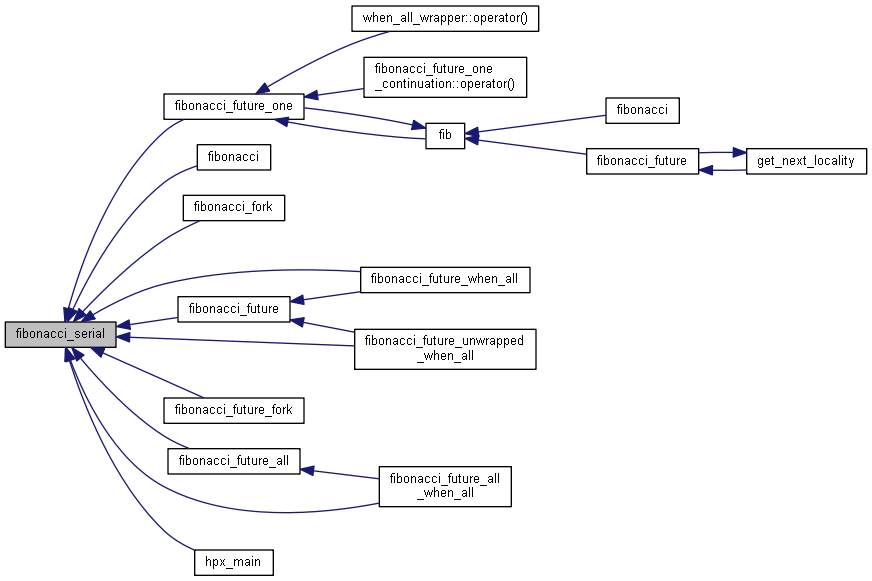 when_all_wrapper::operator()
fibonacci_future_one
_continuation::operator()
fibonacci_future_one
fibonacci
fib
fibonacci
fibonacci_future
get_next_locality
fibonacci_fork
fibonacci_future_when_all
fibonacci_future
fibonacci_serial
fibonacci_future_unwrapped
_when_all
fibonacci_future_fork
fibonacci_future_all
fibonacci_future_all
_when_all
hpx_main